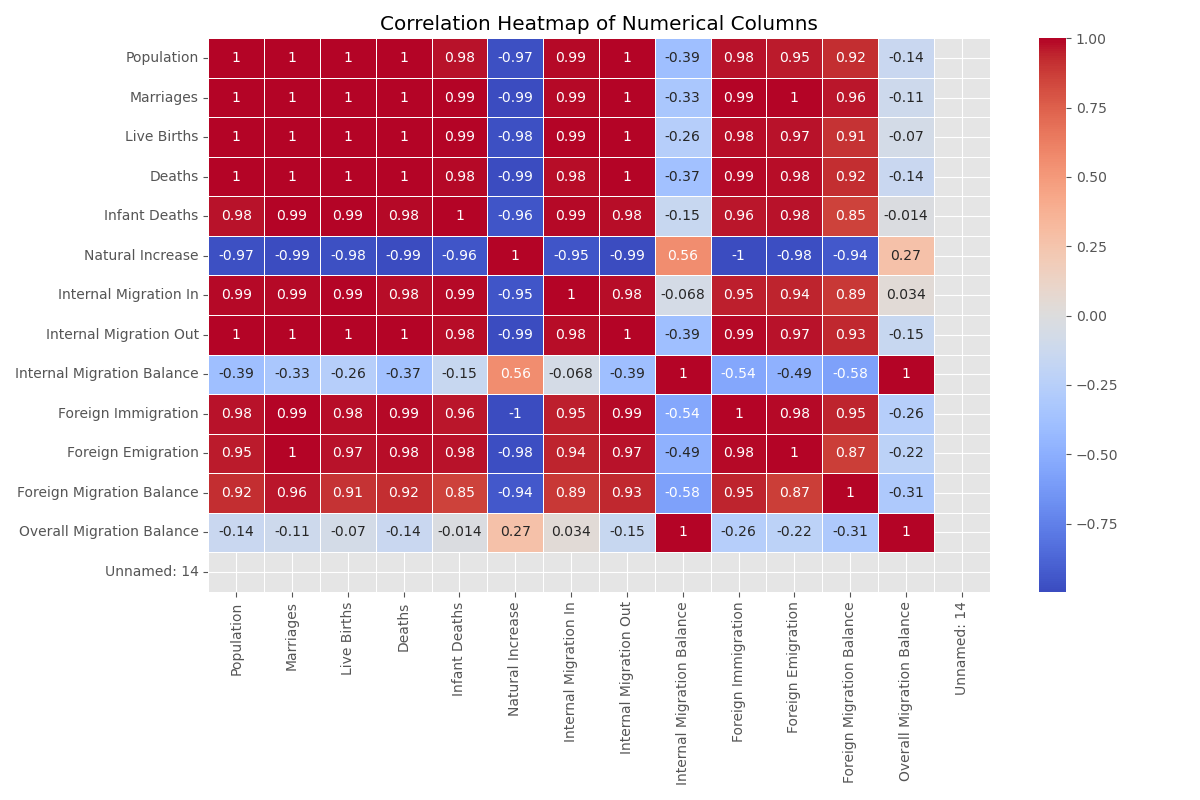 Correlation Heatmap of Numerical Columns
Population 1 1 1 1 0.98 -0.97 0.99 1 -0.39 0.98 0.95 0.92 -0.14
Marriages 1 1 1 1 0.99 -0.99 0.99 1 -0.33 0.99 1 0.96 -0.11
Live Births 1 1 1 1 0.99 -0.98 0.99 1 -0.26 0.98 0.97 0.91 -0.07
Deaths 1 1 1 1 0.98 -0.99 0.98 1 -0.37 0.99 0.98 0.92 -0.14
Infant Deaths 0.98 0.99 0.99 0.98 1 -0.96 0.99 0.98 -0.15 0.96 0.98 0.85 -0.014
Natural Increase -0.97 -0.99 -0.98 -0.99 -0.96 1 -0.95 -0.99 0.56 -1 -0.98 -0.94 0.27
Internal Migration In 0.99 0.99 0.99 0.98 0.99 -0.95 1 0.98 -0.068 0.95 0.94 0.89 0.034
Internal Migration Out 1 1 1 1 0.98 -0.99 0.98 1 -0.39 0.99 0.97 0.93 -0.15
Internal Migration Balance -0.39 -0.33 -0.26 -0.37 -0.15 0.56 -0.068 -0.39 1 -0.54 -0.49 -0.58 1
Foreign Immigration 0.98 0.99 0.98 0.99 0.96 -1 0.95 0.99 -0.54 1 0.98 0.95 -0.26
Foreign Emigration 0.95 1 0.97 0.98 0.98 -0.98 0.94 0.97 -0.49 0.98 1 0.87 -0.22
Foreign Migration Balance 0.92 0.96 0.91 0.92 0.85 -0.94 0.89 0.93 -0.58 0.95 0.87 1 -0.31
Overall Migration Balance -0.14 -0.11 -0.07 -0.14 -0.014 0.27 0.034 -0.15 1 -0.26 -0.22 -0.31 1
Unnamed: 14
Population
Marriages
Live Births
Deaths
Infant Deaths
Natural Increase
Internal Migration In
Internal Migration Out
Internal Migration Balance
Foreign Immigration
Foreign Emigration
Foreign Migration Balance
Overall Migration Balance
Unnamed: 14
1.00
0.75
0.50
0.25
0.00
−0.25
−0.50
−0.75